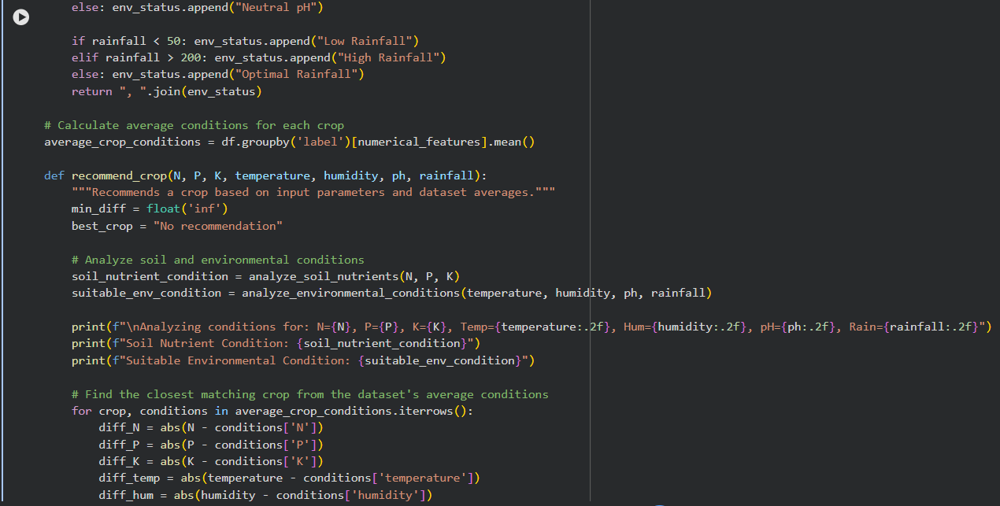 else: env_status.append("Neutral pH")

    if rainfall < 50: env_status.append("Low Rainfall")
    elif rainfall > 200: env_status.append("High Rainfall")
    else: env_status.append("Optimal Rainfall")
    return ", ".join(env_status)

# Calculate average conditions for each crop
average_crop_conditions = df.groupby('label')[numerical_features].mean()

def recommend_crop(N, P, K, temperature, humidity, ph, rainfall):
    """Recommends a crop based on input parameters and dataset averages."""
    min_diff = float('inf')
    best_crop = "No recommendation"

    # Analyze soil and environmental conditions
    soil_nutrient_condition = analyze_soil_nutrients(N, P, K)
    suitable_env_condition = analyze_environmental_conditions(temperature, humidity, ph, rainfall)

    print(f"\nAnalyzing conditions for: N={N}, P={P}, K={K}, Temp={temperature:.2f}, Hum={humidity:.2f}, pH={ph:.2f}, Rain={rainfall:.2f}")
    print(f"Soil Nutrient Condition: {soil_nutrient_condition}")
    print(f"Suitable Environmental Condition: {suitable_env_condition}")

    # Find the closest matching crop from the dataset's average conditions
    for crop, conditions in average_crop_conditions.iterrows():
        diff_N = abs(N - conditions['N'])
        diff_P = abs(P - conditions['P'])
        diff_K = abs(K - conditions['K'])
        diff_temp = abs(temperature - conditions['temperature'])
        diff_hum = abs(humidity - conditions['humidity'])